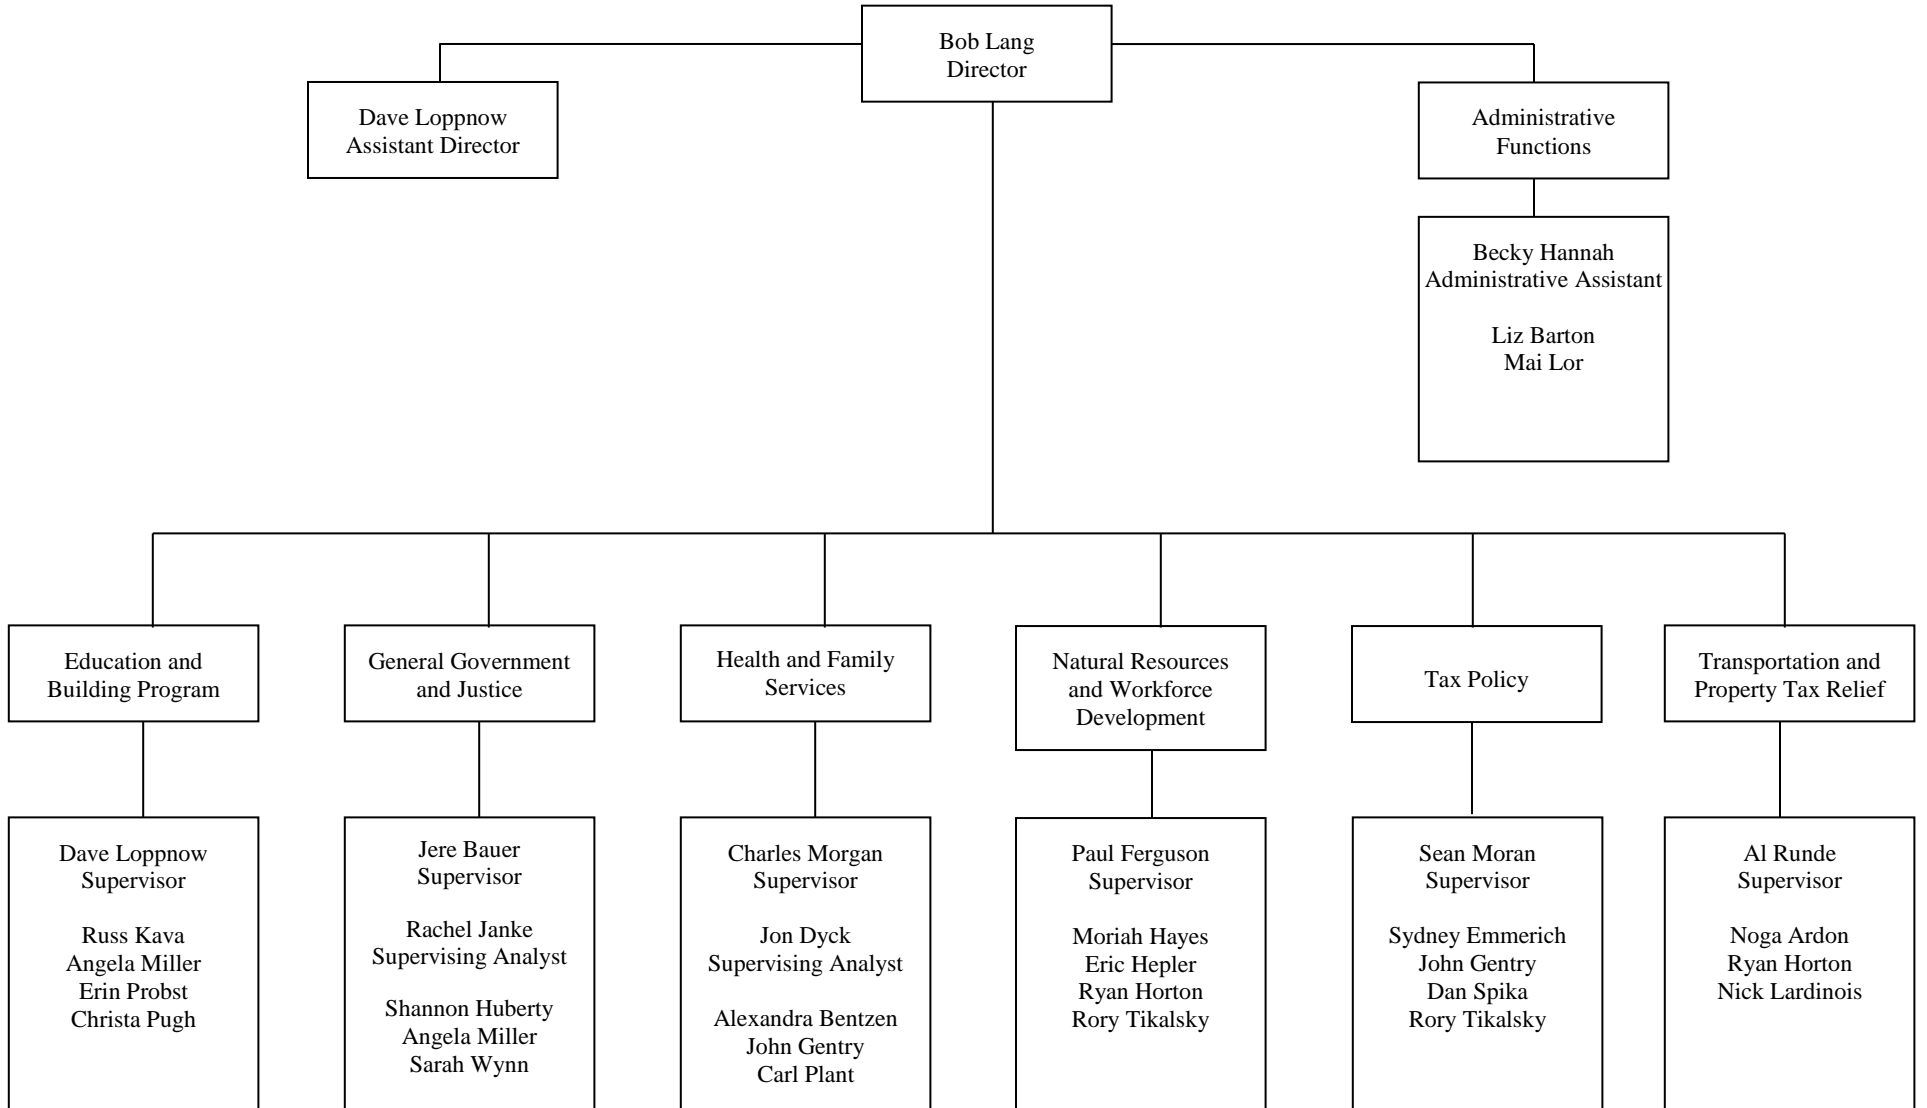 Bob Lang
Director
Dave Loppnow
Assistant Director
Administrative
Functions
Becky Hannah
Administrative Assistant
Liz Barton
Mai Lor
Education and
Building Program
General Government
and Justice
Health and Family
Services
Natural Resources
and Workforce
Development
Tax Policy
Transportation and
Property Tax Relief
Dave Loppnow
Supervisor
Russ Kava
Angela Miller
Erin Probst
Christa Pugh
Jere Bauer
Supervisor
Rachel Janke
Supervising Analyst
Shannon Huberty
Angela Miller
Sarah Wynn
Charles Morgan
Supervisor
Jon Dyck
Supervising Analyst
Alexandra Bentzen
John Gentry
Carl Plant
Paul Ferguson
Supervisor
Moriah Hayes
Eric Hepler
Ryan Horton
Rory Tikalsky
Sean Moran
Supervisor
Sydney Emmerich
John Gentry
Dan Spika
Rory Tikalsky
Al Runde
Supervisor
Noga Ardon
Ryan Horton
Nick Lardinois